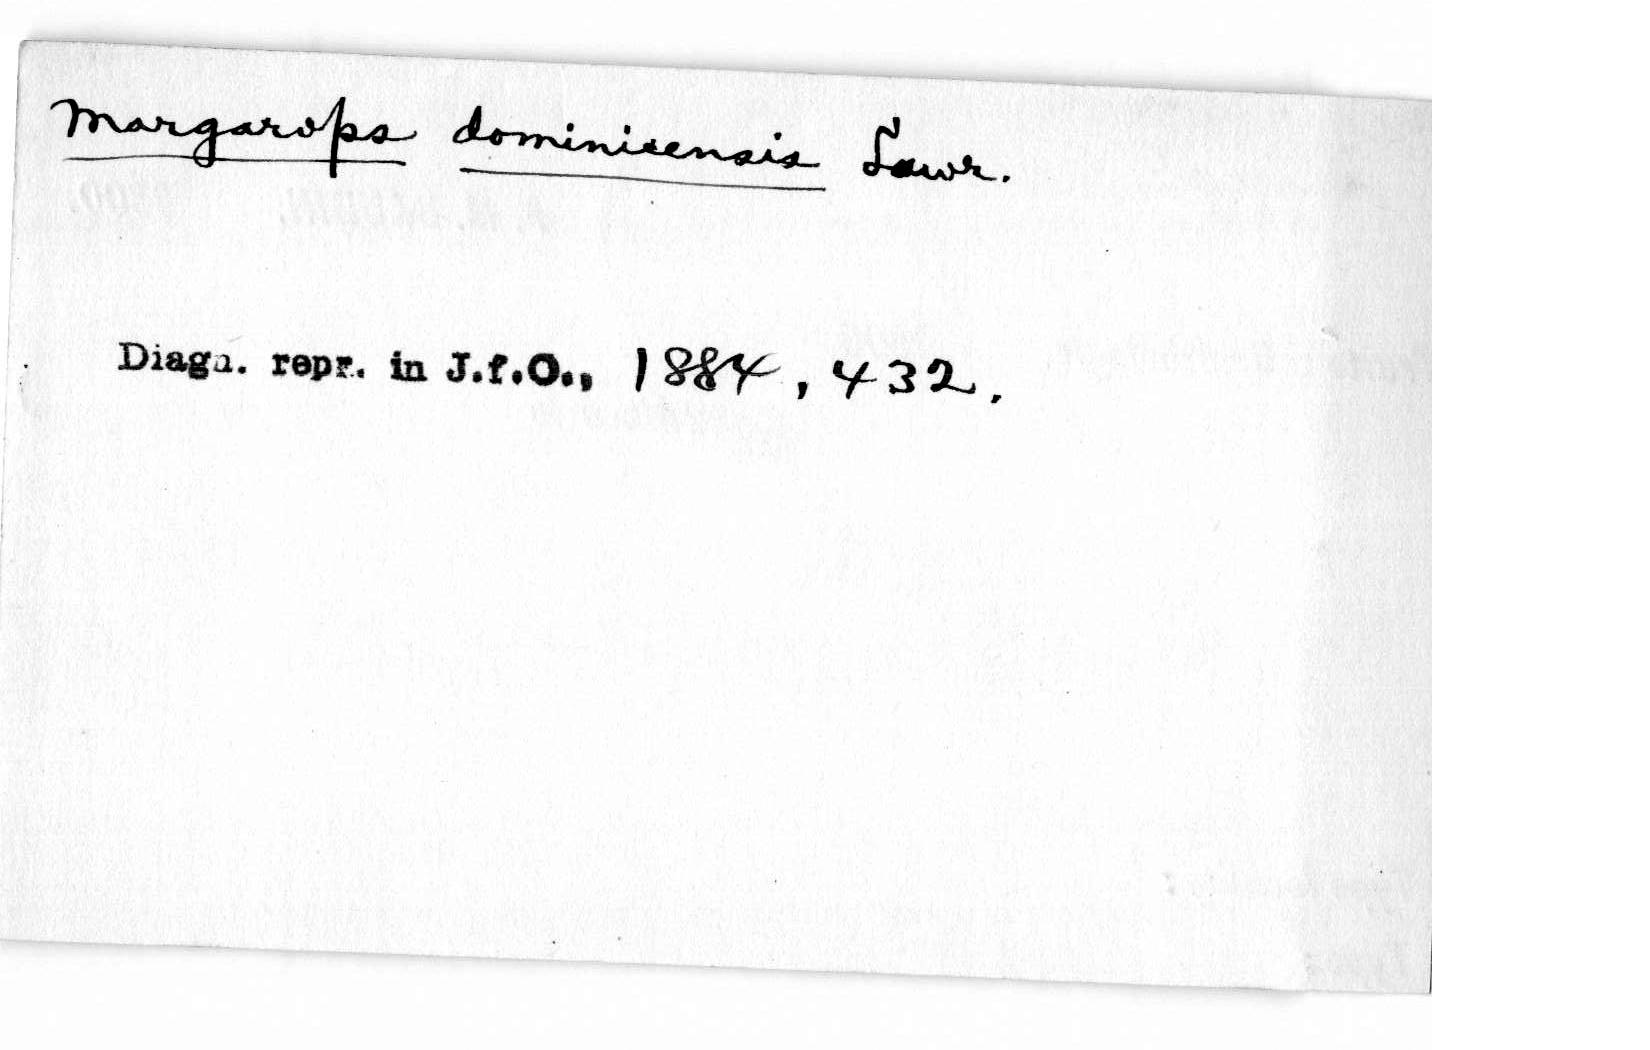 Margarops dominicensis Lawr.
Diagn. repr. in J.f.O., 1884, 432.